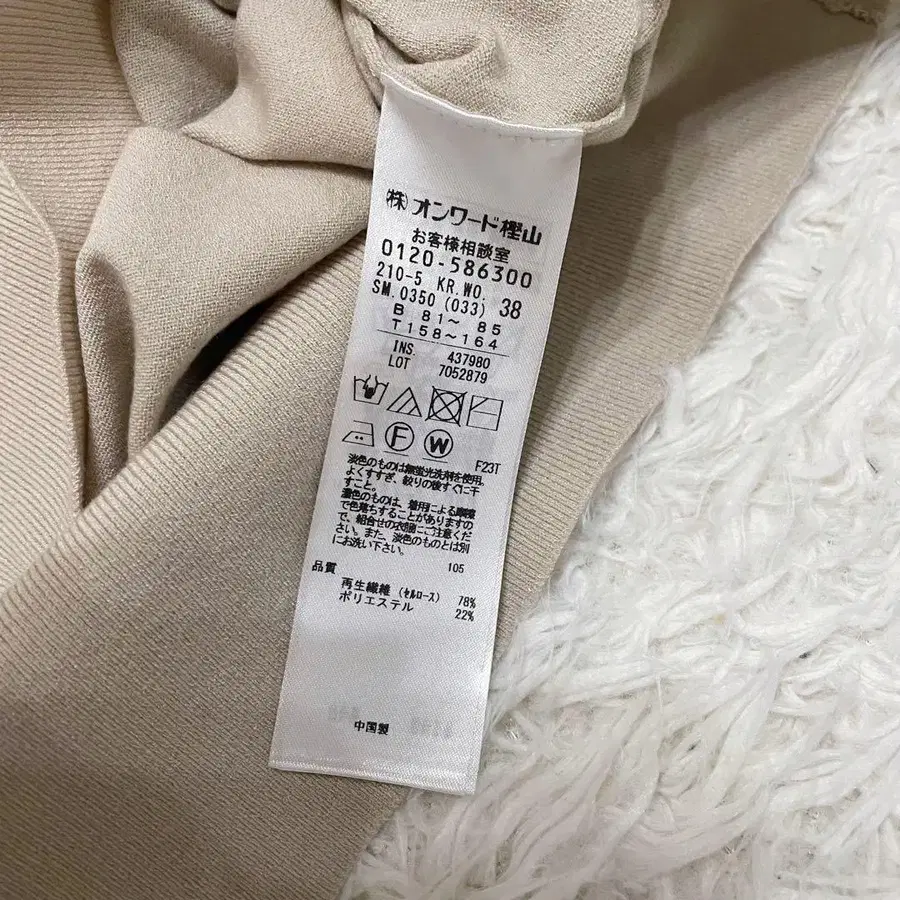 ㈱オンワード樫山
お客様相談室
0120-586300
210-5 KR.WO. 38
SM.0350 (033)
B 81〜 85
T158〜164
INS. 437980
LOT 7052879
F W
F23T
淡色のものは無蛍光洗剤を使用。
よくすすぎ、絞りの後すぐに干
すこと。
濃色のものは、着用による摩擦
で色落ちすることがありますの
で、組合せの衣服にご注意くだ
さい。また、淡色のものとは別
にお洗い下さい。
105
品質
再生繊維 (セルロース) 78%
ポリエステル 22%
中国製